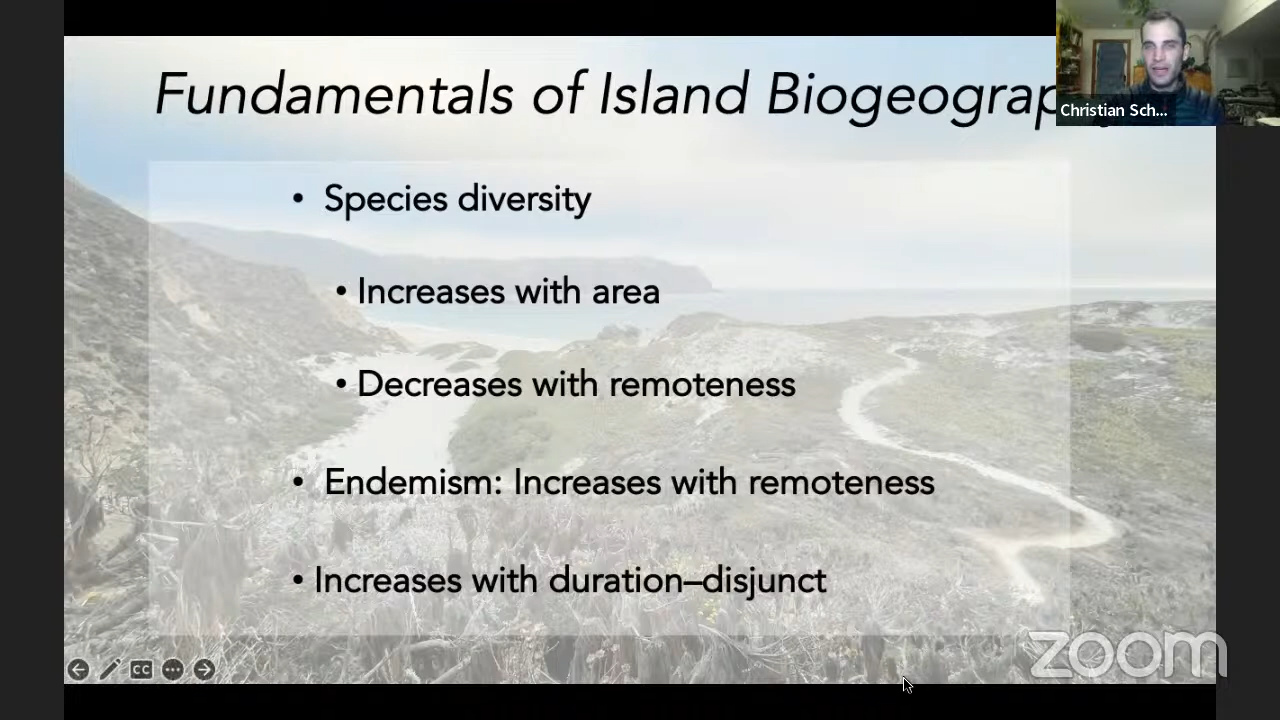 Fundamentals of Island Biogeograp
Christian Sch...
• Species diversity
• Increases with area
• Decreases with remoteness
• Endemism: Increases with remoteness
• Increases with duration–disjunct
CC
zoom